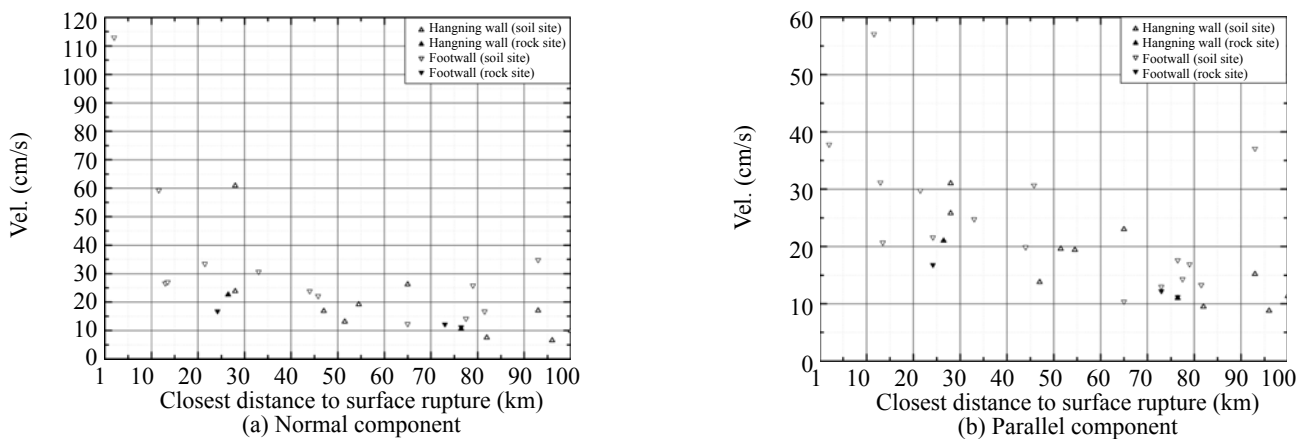 120
110
100
90
80
70
60
50
40
30
20
10
0
Vel. (cm/s)
Hangning wall (soil site)
Hangning wall (rock site)
Footwall (soil site)
Footwall (rock site)
1 10 20 30 40 50 60 70 80 90 100
Closest distance to surface rupture (km)
(a) Normal component
60
50
40
30
20
10
0
Vel. (cm/s)
Hangning wall (soil site)
Hangning wall (rock site)
Footwall (soil site)
Footwall (rock site)
1 10 20 30 40 50 60 70 80 90 100
Closest distance to surface rupture (km)
(b) Parallel component